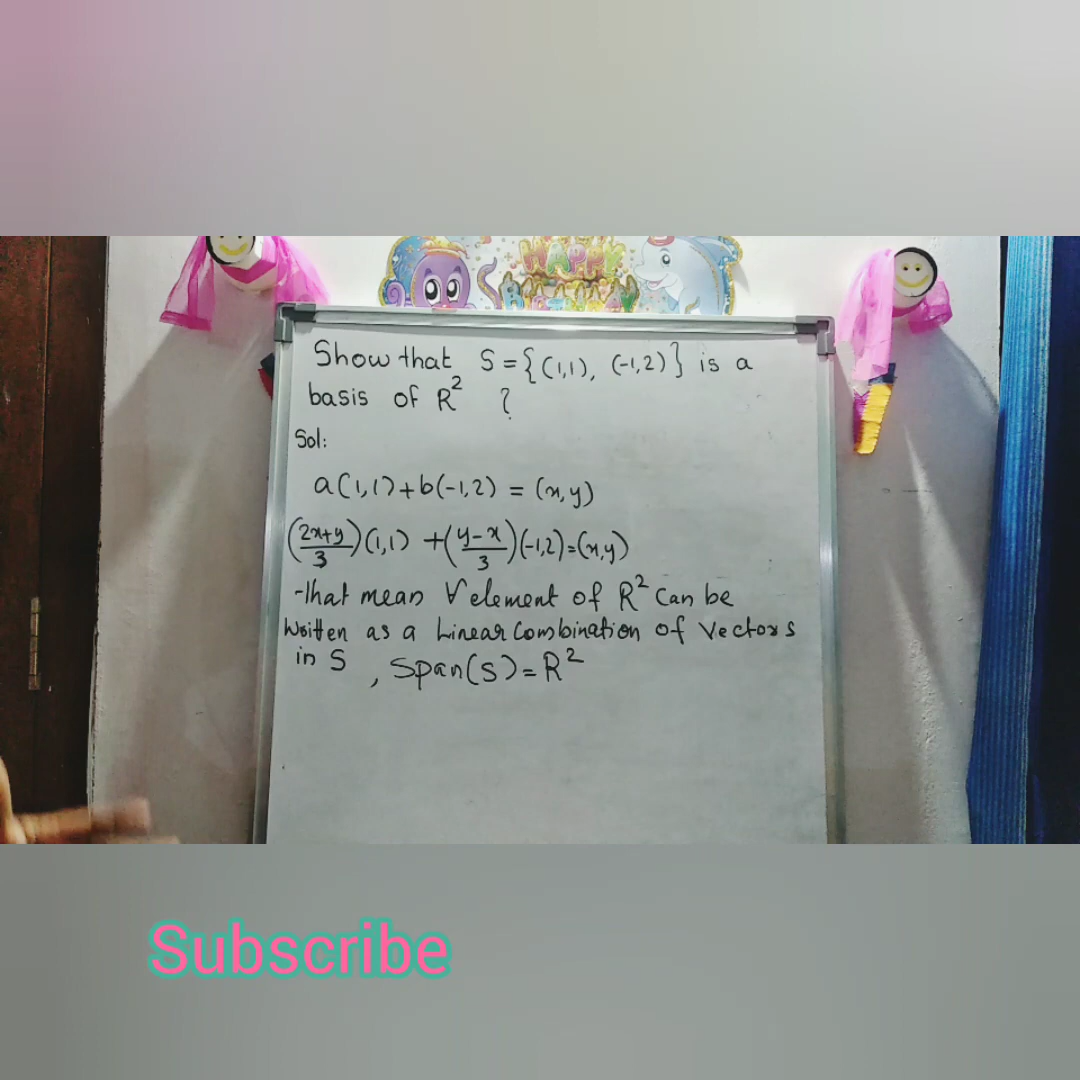 HAPPY
BIRTHDAY
Show that S = {(1,1), (-1,2)} is a
basis of R² ?
Sol:
a(1,1)+b(-1,2) = (x,y)
(2x+y/3)(1,1) +(y-x/3)(-1,2)=(x,y)
that mean ∀ element of R² can be
written as a Linear Combination of Vectors
in S , Span(S)=R²
Subscribe